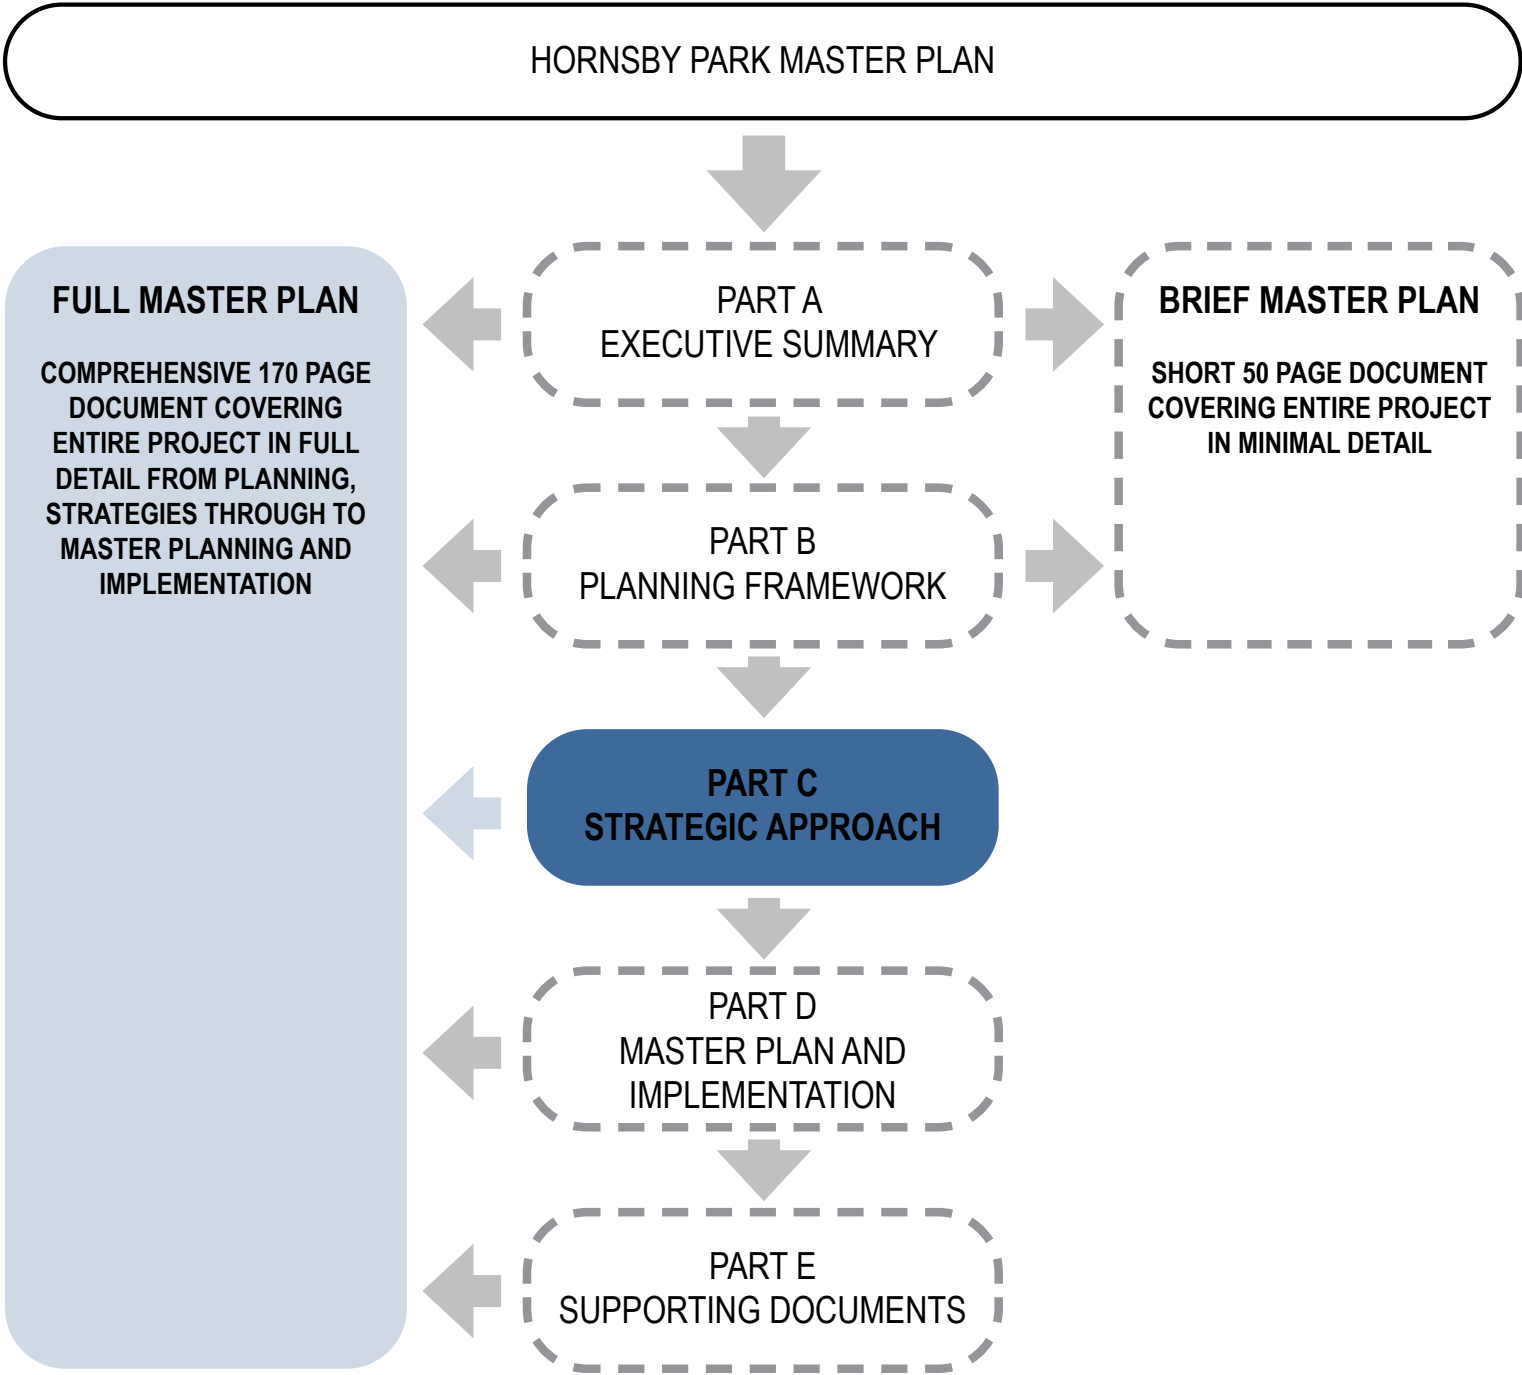 HORNSBY PARK MASTER PLAN
FULL MASTER PLAN
COMPREHENSIVE 170 PAGE
DOCUMENT COVERING
ENTIRE PROJECT IN FULL
DETAIL FROM PLANNING,
STRATEGIES THROUGH TO
MASTER PLANNING AND
IMPLEMENTATION
PART A
EXECUTIVE SUMMARY
BRIEF MASTER PLAN
SHORT 50 PAGE DOCUMENT
COVERING ENTIRE PROJECT
IN MINIMAL DETAIL
PART B
PLANNING FRAMEWORK
PART C
STRATEGIC APPROACH
PART D
MASTER PLAN AND
IMPLEMENTATION
PART E
SUPPORTING DOCUMENTS